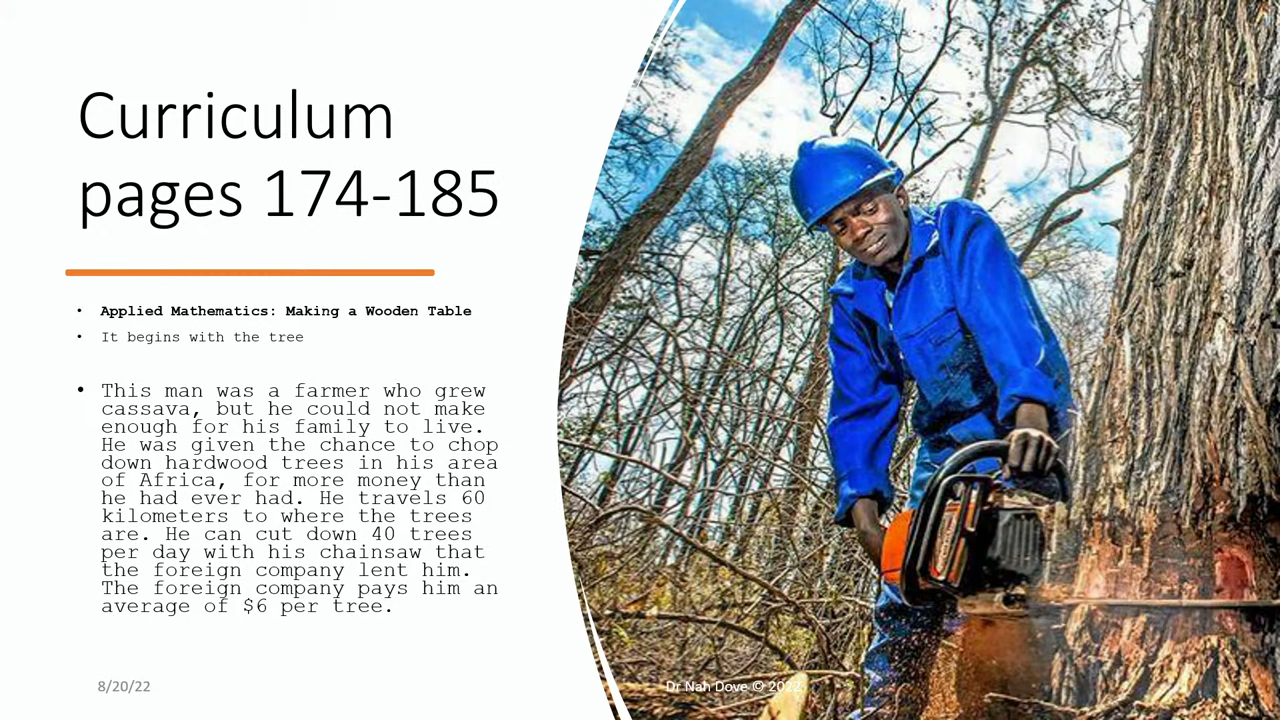 Curriculum
pages 174-185
• Applied Mathematics: Making a Wooden Table
• It begins with the tree
• This man was a farmer who grew
cassava, but he could not make
enough for his family to live.
He was given the chance to chop
down hardwood trees in his area
of Africa, for more money than
he had ever had. He travels 60
kilometers to where the trees
are. He can cut down 40 trees
per day with his chainsaw that
the foreign company lent him.
The foreign company pays him an
average of $6 per tree.
8/20/22
Dr Nah Dove © 2022